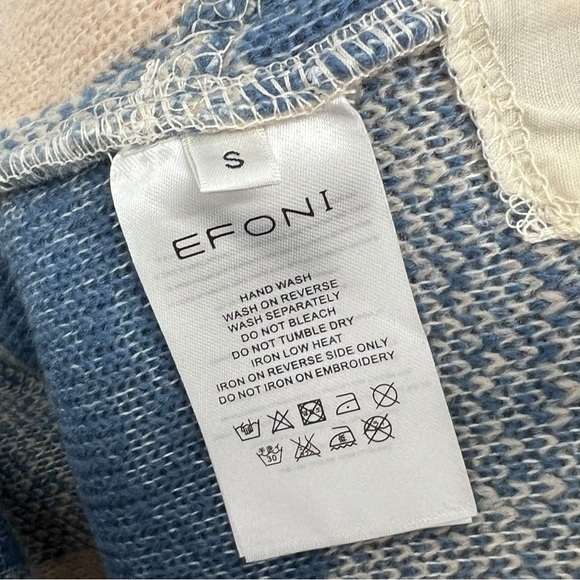 S
EFONI
HAND WASH
WASH ON REVERSE
WASH SEPARATELY
DO NOT BLEACH
DO NOT TUMBLE DRY
IRON LOW HEAT
IRON ON REVERSE SIDE ONLY
DO NOT IRON ON EMBROIDERY
30